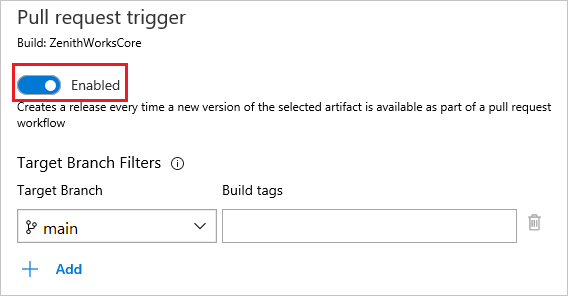 Pull request trigger
Build: ZenithWorksCore
Enabled
Creates a release every time a new version of the selected artifact is available as part of a pull request
workflow
Target Branch Filters
Target Branch
Build tags
main
Add